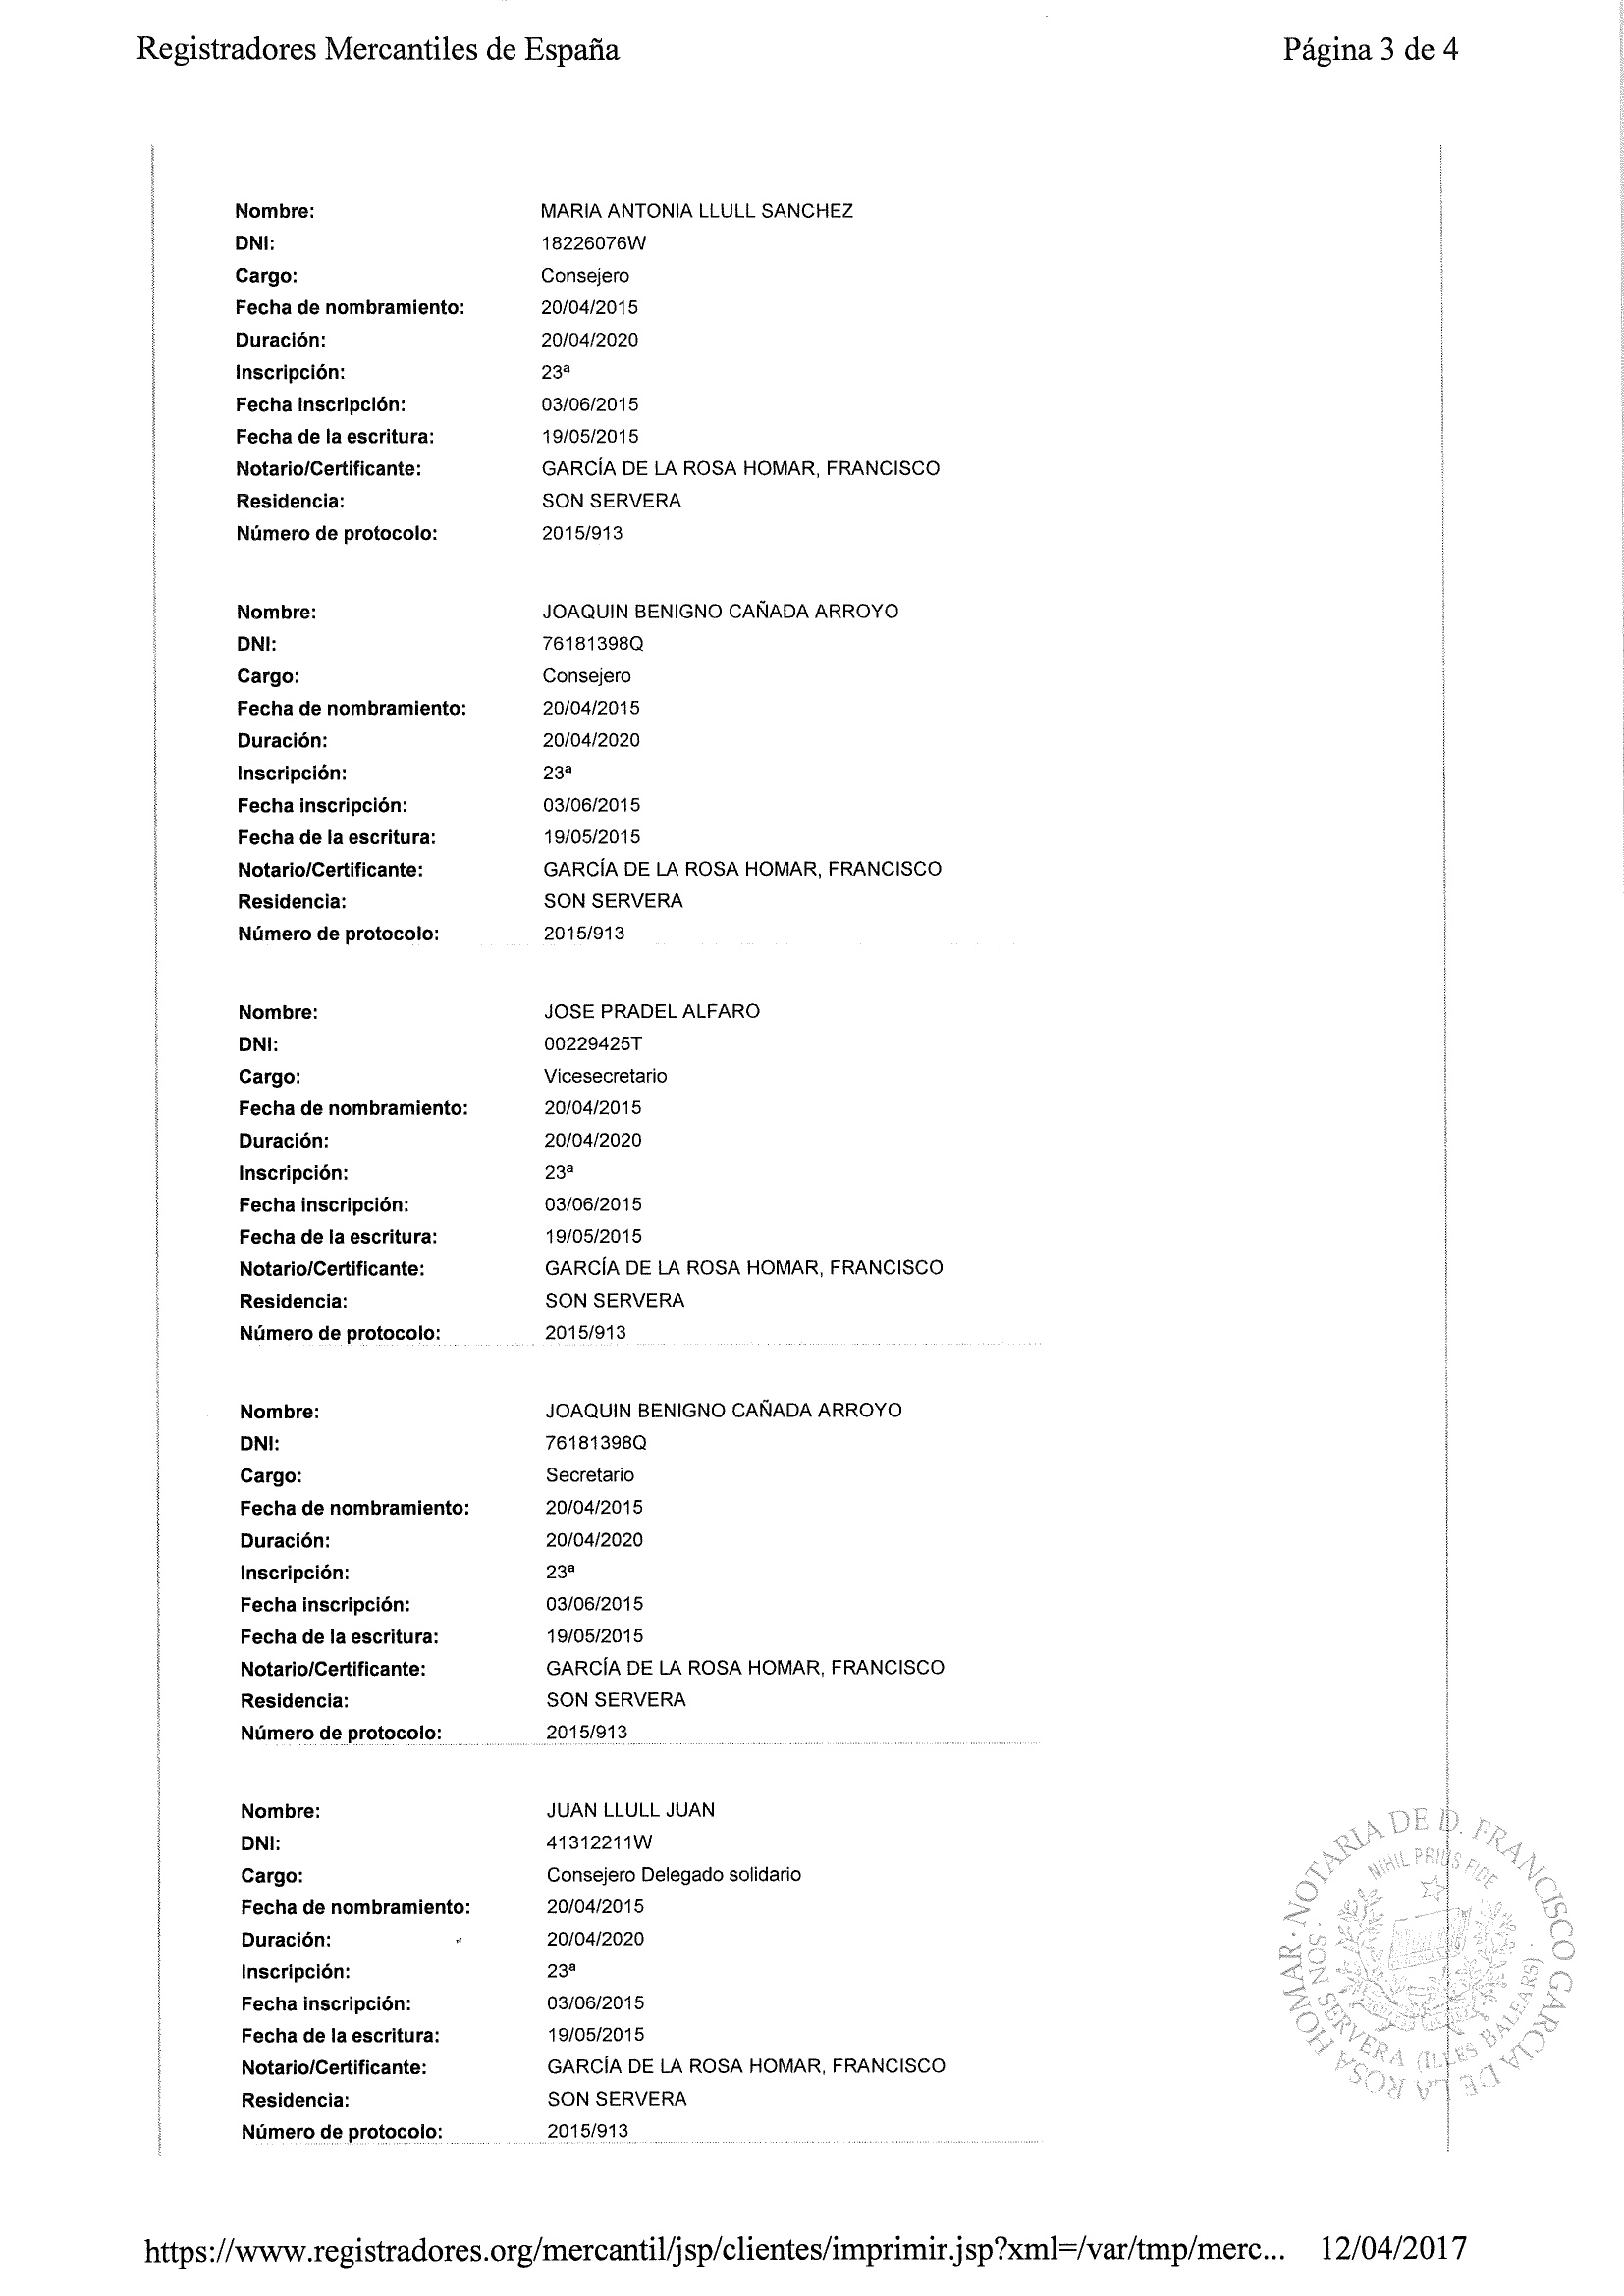 Registradores Mercantiles de España Página 3 de 4
Nombre: MARIA ANTONIA LLULL SANCHEZ
DNI: 18226076W
Cargo: Consejero
Fecha de nombramiento: 20/04/2015
Duración: 20/04/2020
Inscripción: 23ª
Fecha inscripción: 03/06/2015
Fecha de la escritura: 19/05/2015
Notario/Certificante: GARCÍA DE LA ROSA HOMAR, FRANCISCO
Residencia: SON SERVERA
Número de protocolo: 2015/913
Nombre: JOAQUIN BENIGNO CAÑADA ARROYO
DNI: 76181398Q
Cargo: Consejero
Fecha de nombramiento: 20/04/2015
Duración: 20/04/2020
Inscripción: 23ª
Fecha inscripción: 03/06/2015
Fecha de la escritura: 19/05/2015
Notario/Certificante: GARCÍA DE LA ROSA HOMAR, FRANCISCO
Residencia: SON SERVERA
Número de protocolo: 2015/913
Nombre: JOSE PRADEL ALFARO
DNI: 00229425T
Cargo: Vicesecretario
Fecha de nombramiento: 20/04/2015
Duración: 20/04/2020
Inscripción: 23ª
Fecha inscripción: 03/06/2015
Fecha de la escritura: 19/05/2015
Notario/Certificante: GARCÍA DE LA ROSA HOMAR, FRANCISCO
Residencia: SON SERVERA
Número de protocolo: 2015/913
Nombre: JOAQUIN BENIGNO CAÑADA ARROYO
DNI: 76181398Q
Cargo: Secretario
Fecha de nombramiento: 20/04/2015
Duración: 20/04/2020
Inscripción: 23ª
Fecha inscripción: 03/06/2015
Fecha de la escritura: 19/05/2015
Notario/Certificante: GARCÍA DE LA ROSA HOMAR, FRANCISCO
Residencia: SON SERVERA
Número de protocolo: 2015/913
Nombre: JUAN LLULL JUAN
DNI: 41312211W
Cargo: Consejero Delegado solidario
Fecha de nombramiento: 20/04/2015
Duración: 20/04/2020
Inscripción: 23ª
Fecha inscripción: 03/06/2015
Fecha de la escritura: 19/05/2015
Notario/Certificante: GARCÍA DE LA ROSA HOMAR, FRANCISCO
Residencia: SON SERVERA
Número de protocolo: 2015/913
NOTARIA DE D. FRANCISCO GARCIA DE LA ROSA HOMAR
NIHIL PRIUS FIDE
SON SERVERA (ILLES BALEARS)
https://www.registradores.org/mercantil/jsp/clientes/imprimir.jsp?xml=/var/tmp/merc... 12/04/2017